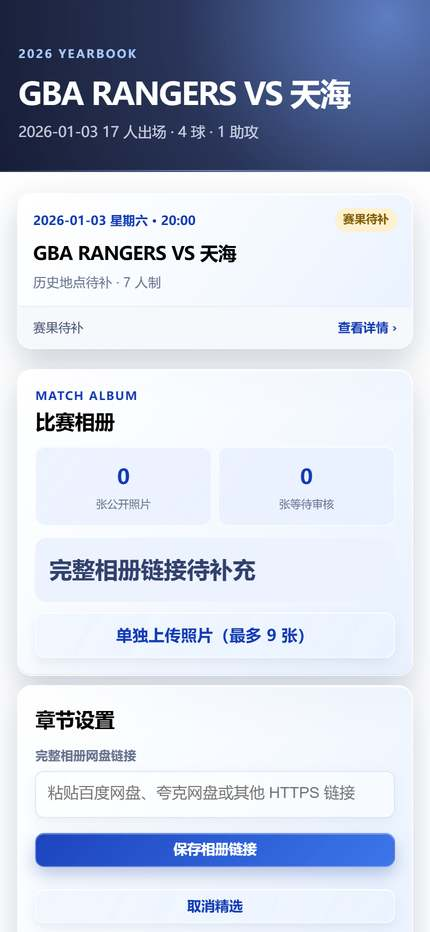 2026 YEARBOOK
GBA RANGERS VS 天海
2026-01-03 17 人出场 · 4 球 · 1 助攻
2026-01-03 星期六 • 20:00
赛果待补
GBA RANGERS VS 天海
历史地点待补 · 7 人制
赛果待补
查看详情 ›
MATCH ALBUM
比赛相册
0
张公开照片
0
张等待审核
完整相册链接待补充
单独上传照片（最多 9 张）
章节设置
完整相册网盘链接
粘贴百度网盘、夸克网盘或其他 HTTPS 链接
保存相册链接
取消精选